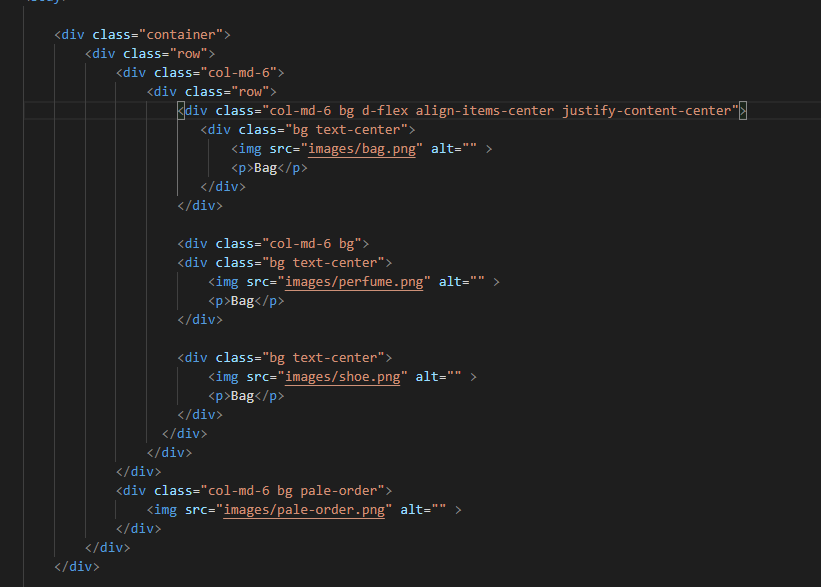 <div class="container">
<div class="row">
<div class="col-md-6">
<div class="row">
<div class="col-md-6 bg d-flex align-items-center justify-content-center">
<div class="bg text-center">
<img src="images/bag.png" alt="" >
<p>Bag</p>
</div>
</div>
<div class="col-md-6 bg">
<div class="bg text-center">
<img src="images/perfume.png" alt="" >
<p>Bag</p>
</div>
<div class="bg text-center">
<img src="images/shoe.png" alt="" >
<p>Bag</p>
</div>
</div>
</div>
</div>
<div class="col-md-6 bg pale-order">
<img src="images/pale-order.png" alt="" >
</div>
</div>
</div>